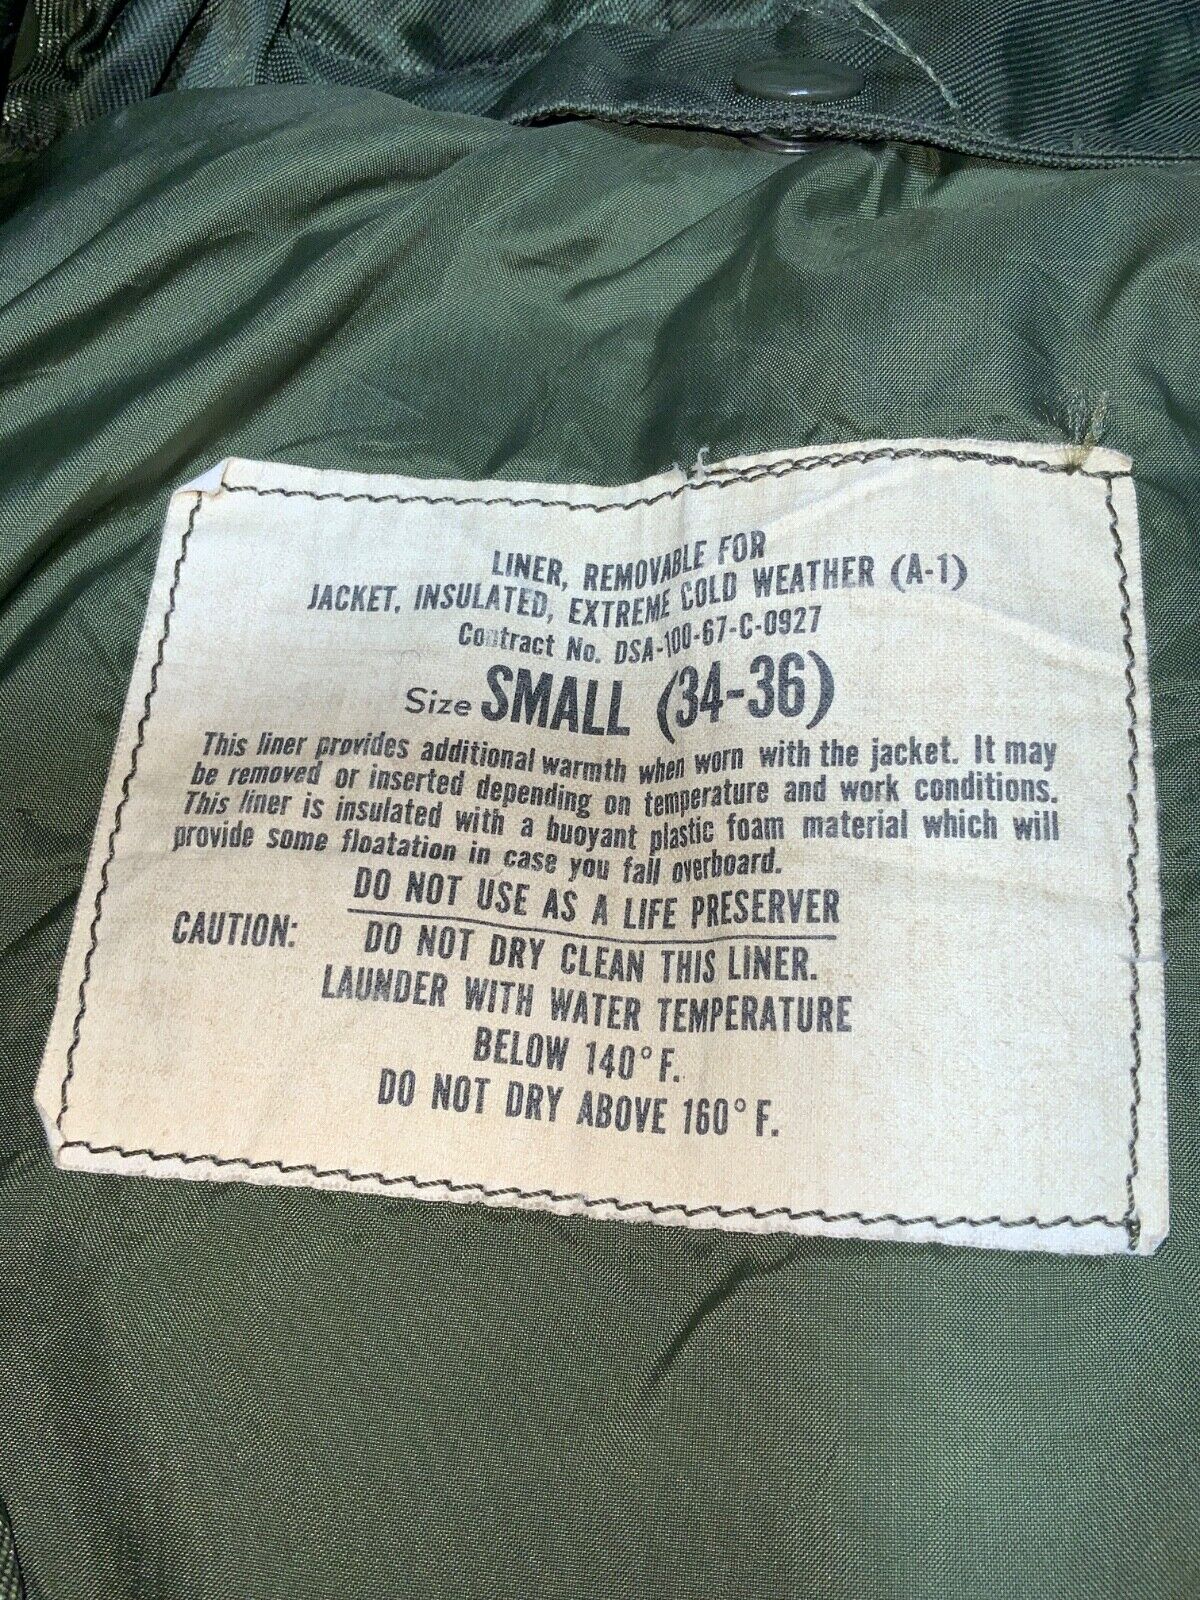 LINER, REMOVABLE FOR
JACKET, INSULATED, EXTREME COLD WEATHER (A-1)
Contract No. DSA-100-67-C-0927
Size SMALL (34-36)
This liner provides additional warmth when worn with the jacket. It may
be removed or inserted depending on temperature and work conditions.
This liner is insulated with a buoyant plastic foam material which will
provide some floatation in case you fall overboard.
DO NOT USE AS A LIFE PRESERVER
CAUTION: DO NOT DRY CLEAN THIS LINER.
LAUNDER WITH WATER TEMPERATURE
BELOW 140° F.
DO NOT DRY ABOVE 160° F.